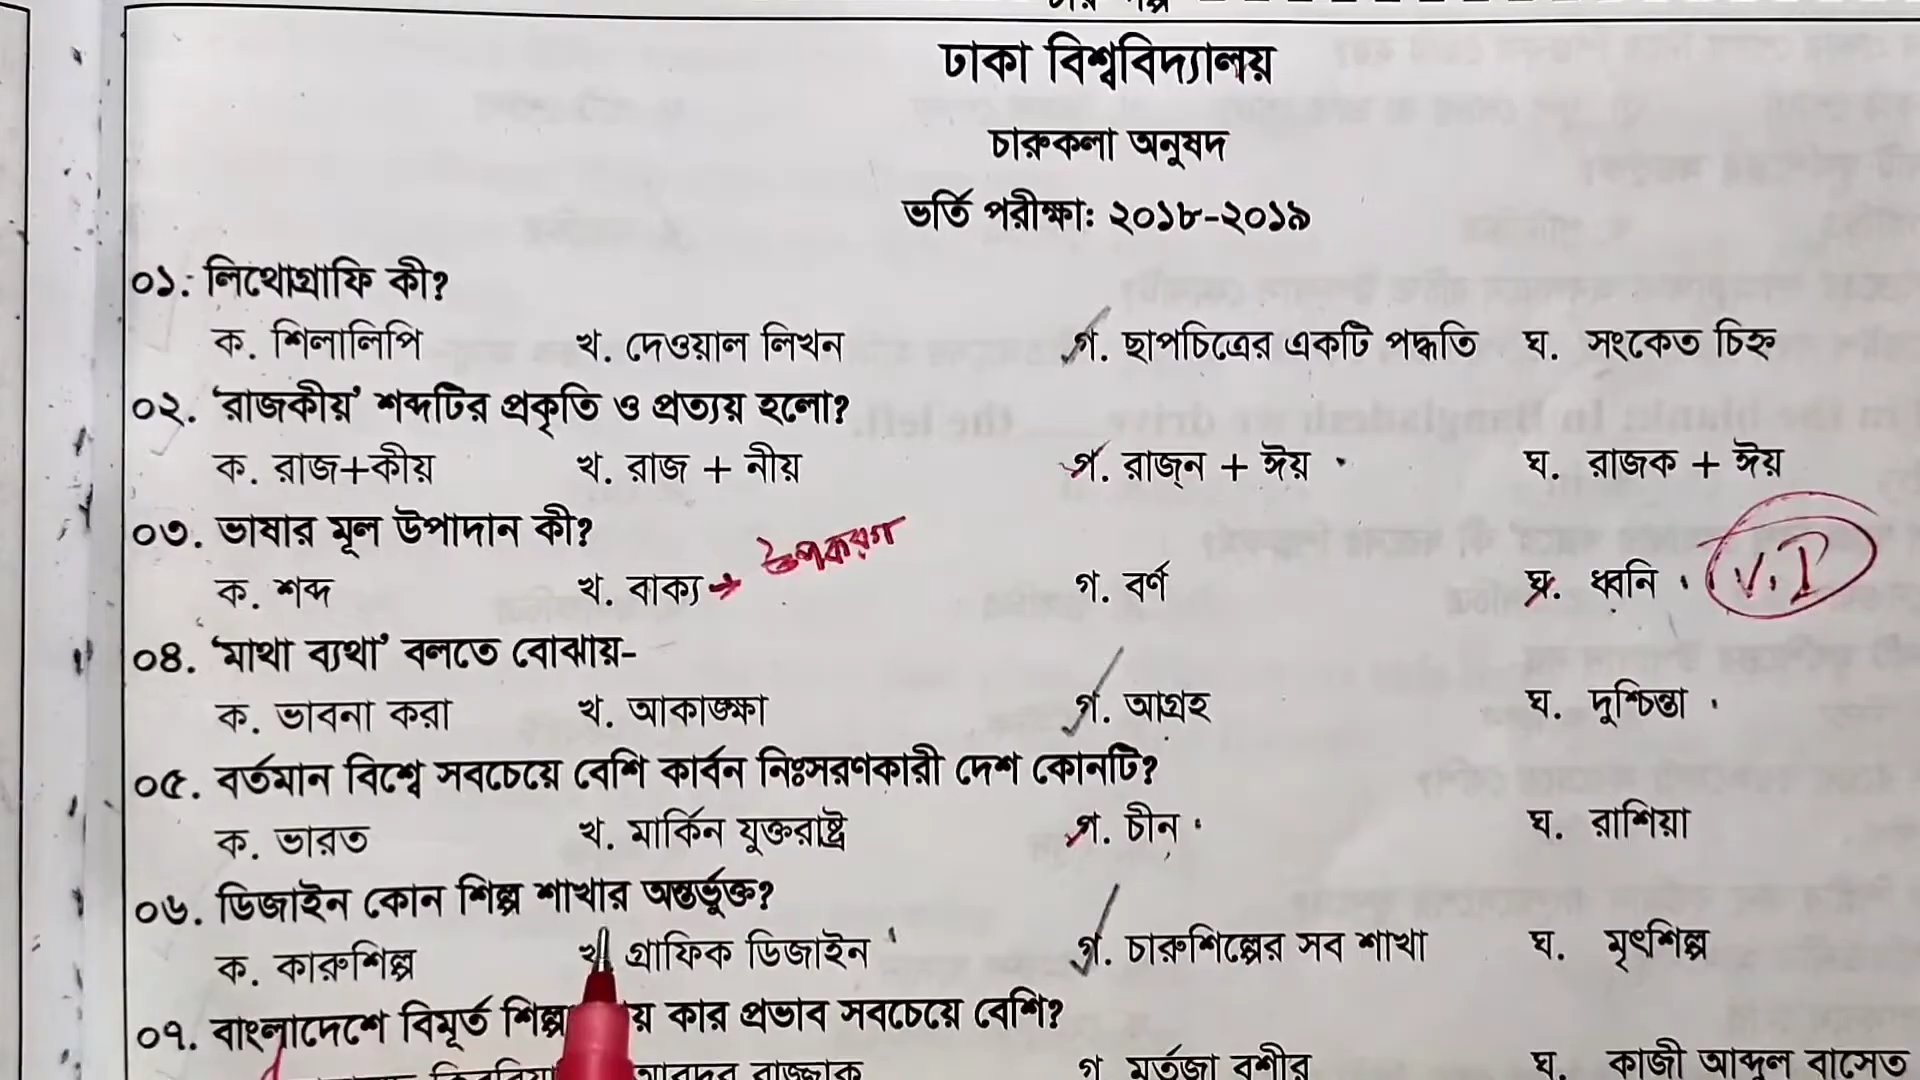 ঢাকা বিশ্ববিদ্যালয়
চারুকলা অনুষদ
ভর্তি পরীক্ষা: ২০১৮-২০১৯
০১. লিথোগ্রাফি কী?
ক. শিলালিপি খ. দেওয়াল লিখন গ. ছাপচিত্রের একটি পদ্ধতি ঘ. সংকেত চিহ্ন
০২. ‘রাজকীয়’ শব্দটির প্রকৃতি ও প্রত্যয় হলো?
ক. রাজ+কীয় খ. রাজ + নীয় গ. রাজ্ন + ঈয় ঘ. রাজক + ঈয়
০৩. ভাষার মূল উপাদান কী?
উপকরণ
ক. শব্দ খ. বাক্য গ. বর্ণ ঘ. ধ্বনি V.I
০৪. ‘মাথা ব্যথা’ বলতে বোঝায়-
ক. ভাবনা করা খ. আকাঙ্ক্ষা গ. আগ্রহ ঘ. দুশ্চিন্তা
০৫. বর্তমান বিশ্বে সবচেয়ে বেশি কার্বন নিঃসরণকারী দেশ কোনটি?
ক. ভারত খ. মার্কিন যুক্তরাষ্ট্র গ. চীন ঘ. রাশিয়া
০৬. ডিজাইন কোন শিল্প শাখার অন্তর্ভুক্ত?
ক. কারুশিল্প খ গ্রাফিক ডিজাইন গ. চারুশিল্পের সব শাখা ঘ. মৃৎশিল্প
০৭. বাংলাদেশে বিমূর্ত শিল্প কার প্রভাব সবচেয়ে বেশি?
রাজ্জাক গ মর্তুজা বশীর ঘ. কাজী আব্দুল বাসেত